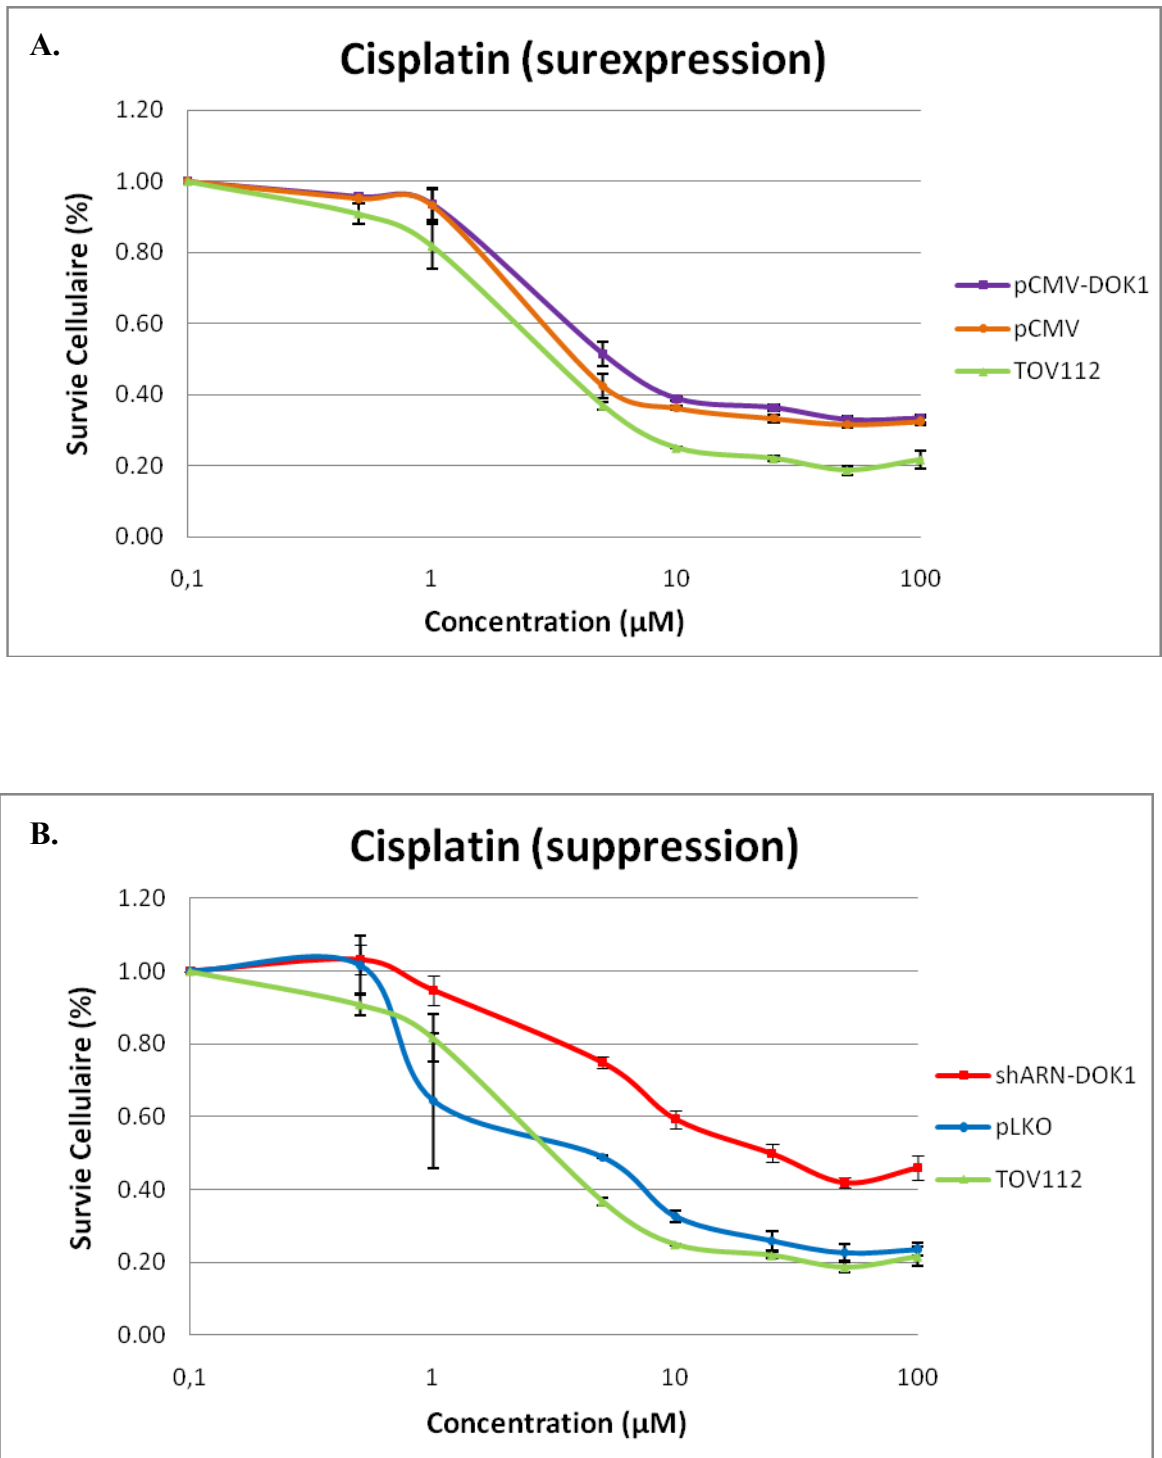 A.
Cisplatin (surexpression)
1.20
1.00
0.80
0.60
0.40
0.20
0.00
Survie Cellulaire (%)
0,1
1
10
100
Concentration (µM)
pCMV-DOK1
pCMV
TOV112
B.
Cisplatin (suppression)
1.20
1.00
0.80
0.60
0.40
0.20
0.00
Survie Cellulaire (%)
0,1
1
10
100
Concentration (µM)
shARN-DOK1
pLKO
TOV112